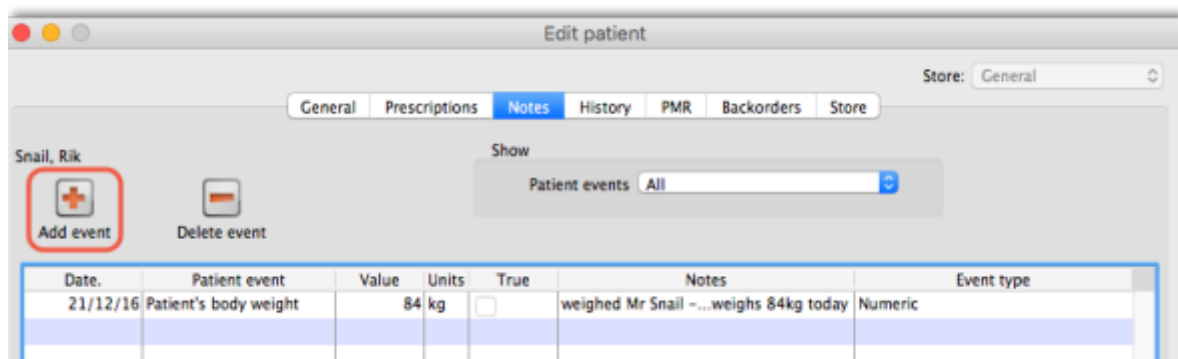 Edit patient
Store: General
General Prescriptions Notes History PMR Backorders Store
Snail, Rik
Show
Patient events All
Add event Delete event
Date. Patient event Value Units True Notes Event type
21/12/16 Patient's body weight 84 kg weighed Mr Snail -...weighs 84kg today Numeric